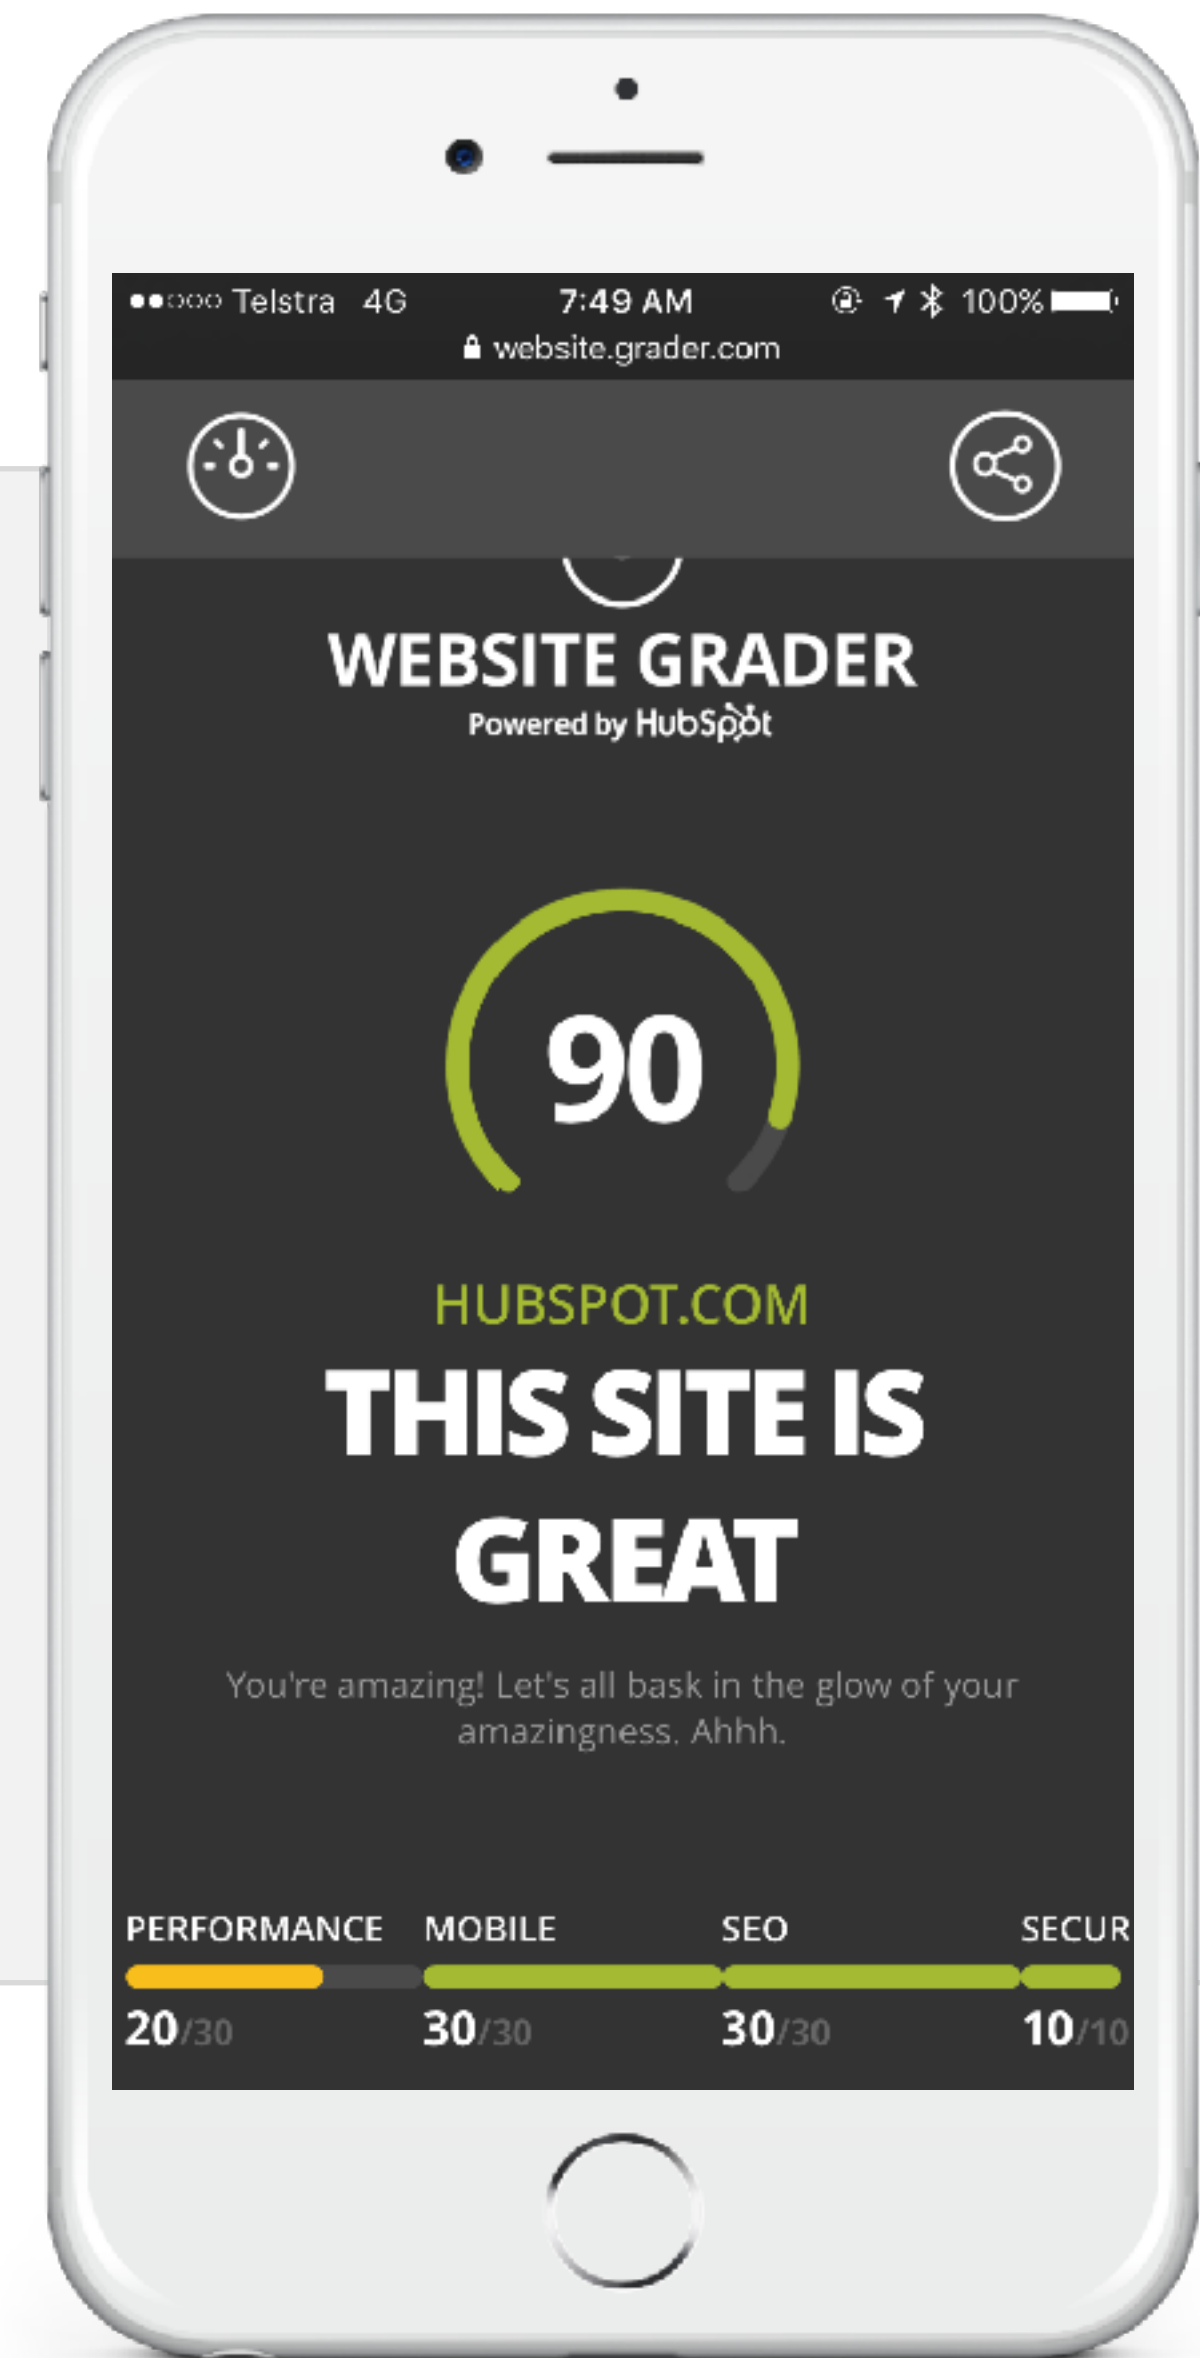 Telstra 4G 7:49 AM 100%
website.grader.com
WEBSITE GRADER
Powered by HubSpot
90
HUBSPOT.COM
THIS SITE IS
GREAT
You're amazing! Let's all bask in the glow of your
amazingness. Ahhh.
PERFORMANCE MOBILE SEO SECUR
20/30 30/30 30/30 10/10